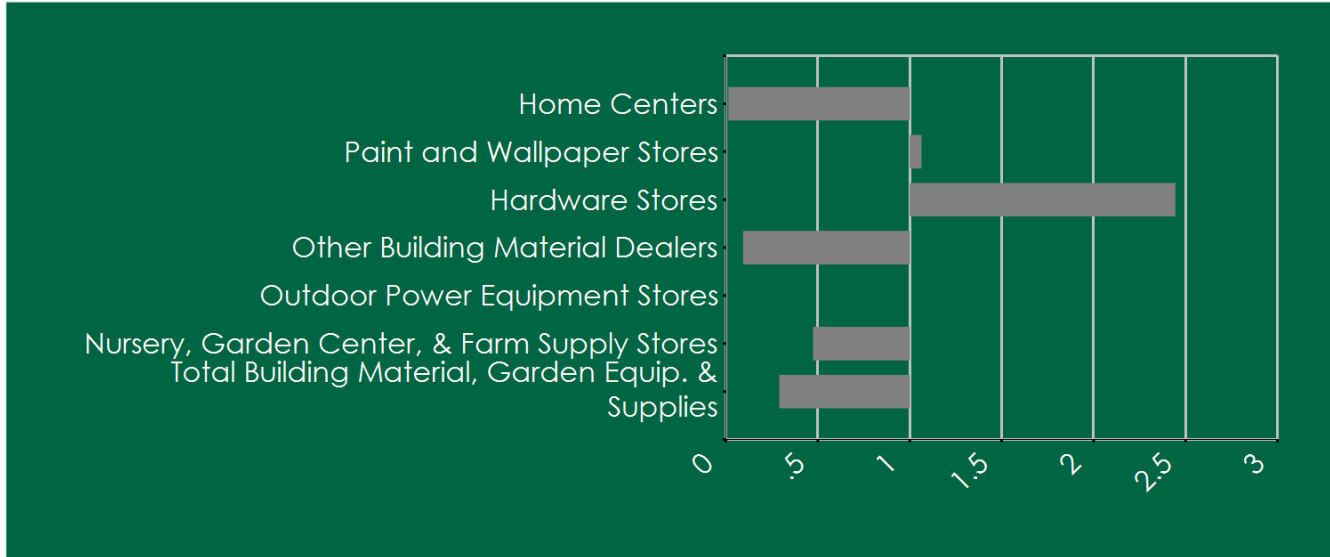 Home Centers
Paint and Wallpaper Stores
Hardware Stores
Other Building Material Dealers
Outdoor Power Equipment Stores
Nursery, Garden Center, & Farm Supply Stores
Total Building Material, Garden Equip. &
Supplies
0 .5 1 1.5 2 2.5 3